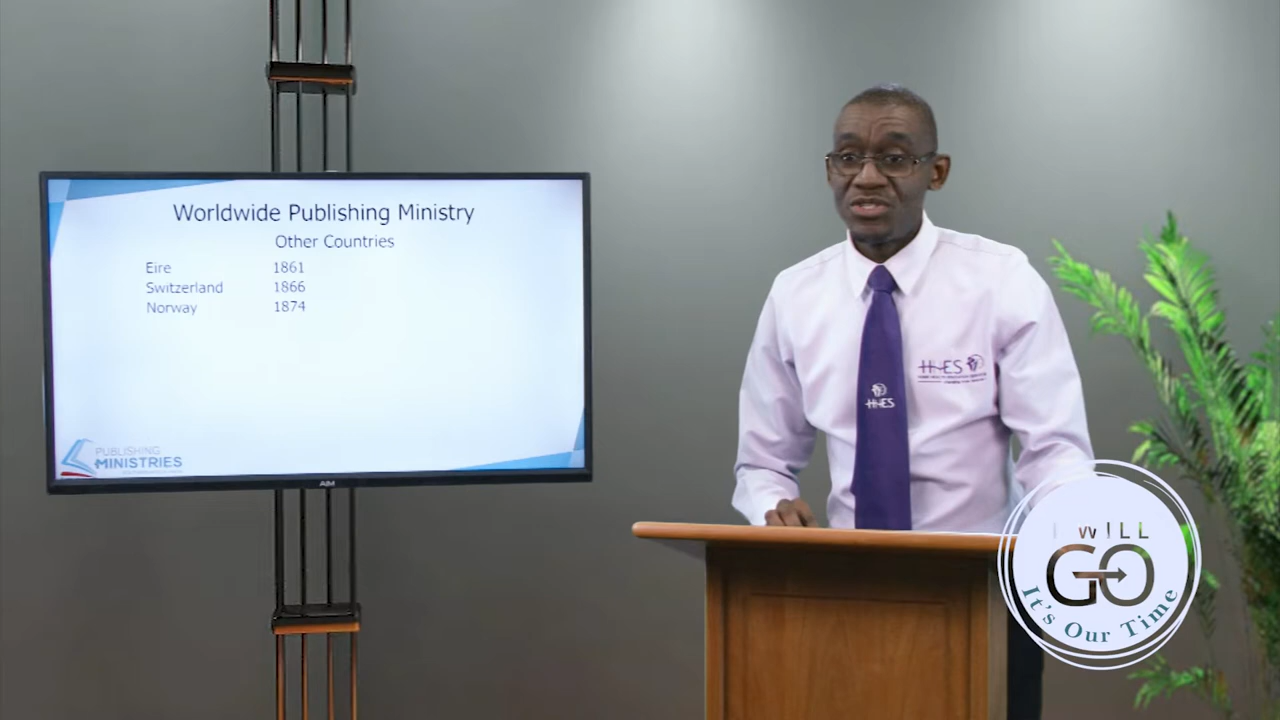 Worldwide Publishing Ministry
Other Countries
Eire 1861
Switzerland 1866
Norway 1874
PUBLISHING
MINISTRIES
AIM
HHES
HHES
I WILL
GO
It's Our Time